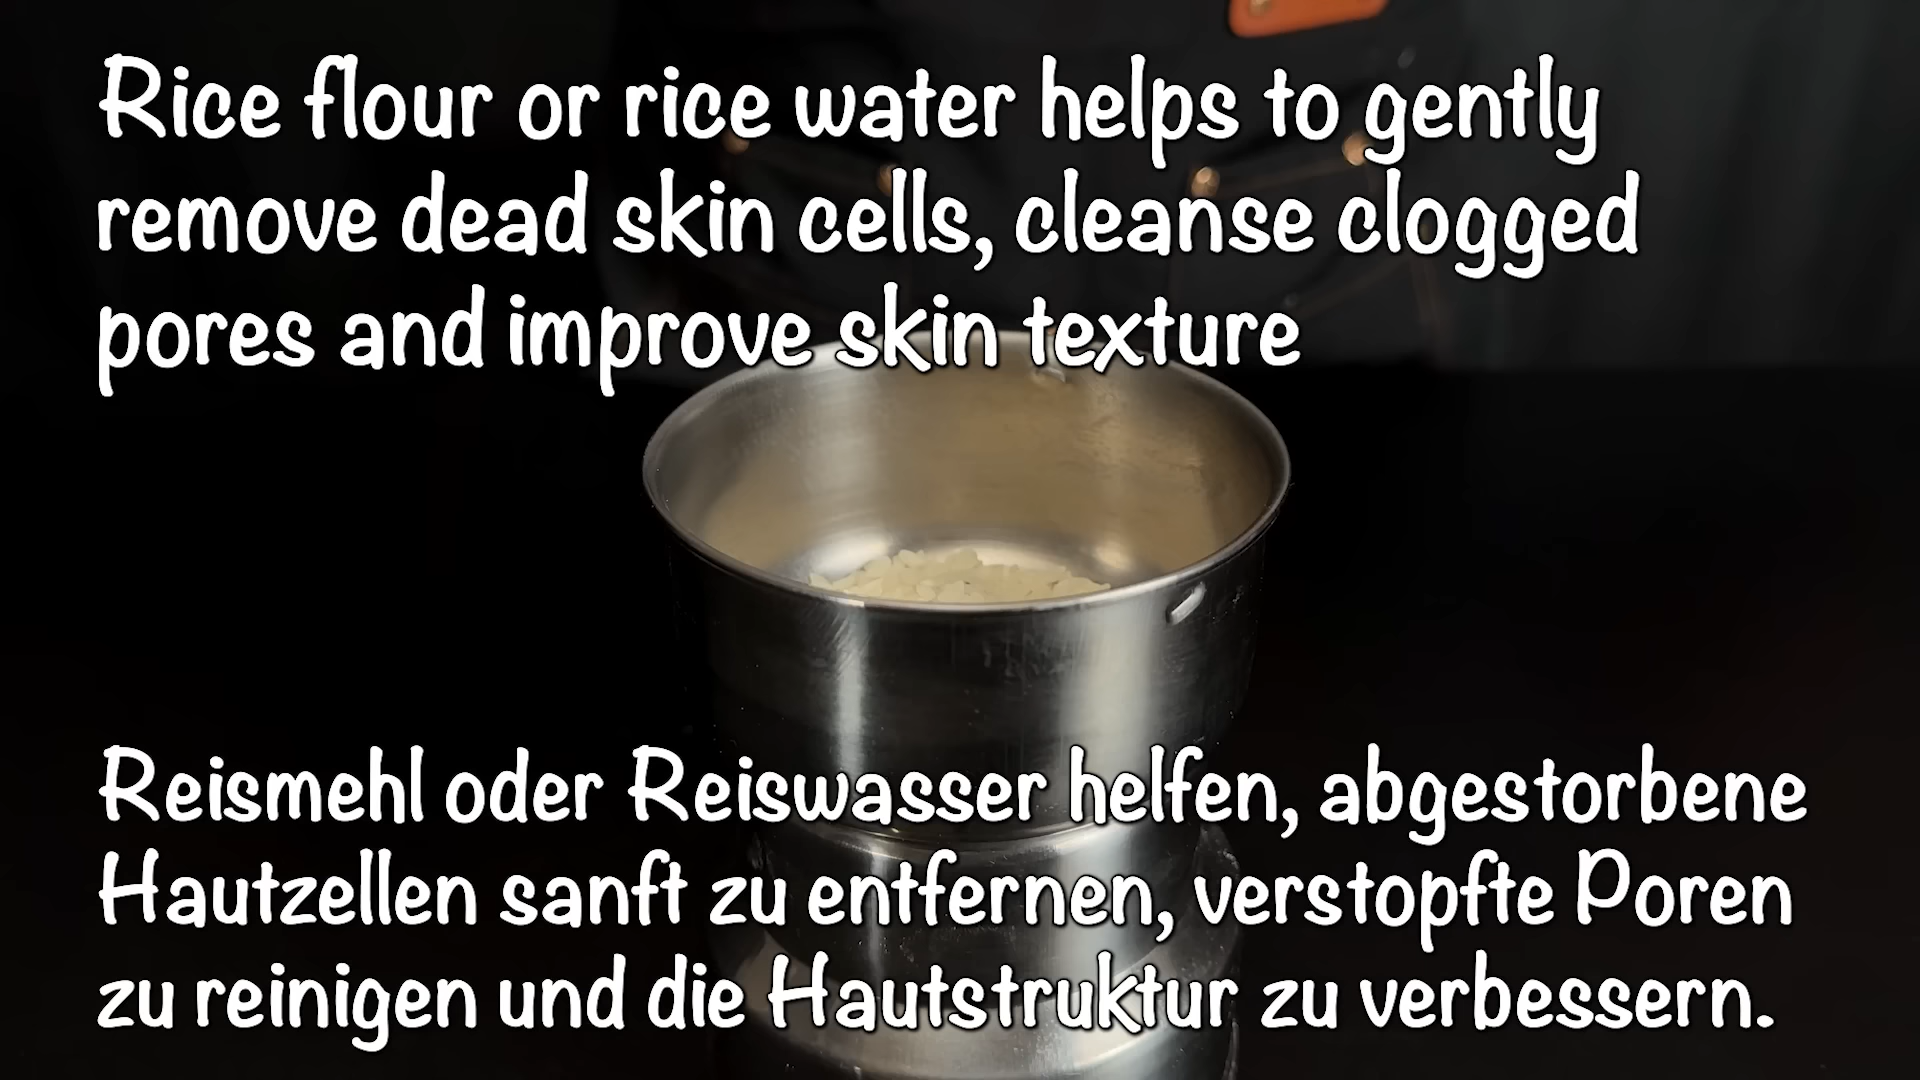 Rice flour or rice water helps to gently
remove dead skin cells, cleanse clogged
pores and improve skin texture
Reismehl oder Reiswasser helfen, abgestorbene
Hautzellen sanft zu entfernen, verstopfte Poren
zu reinigen und die Hautstruktur zu verbessern.